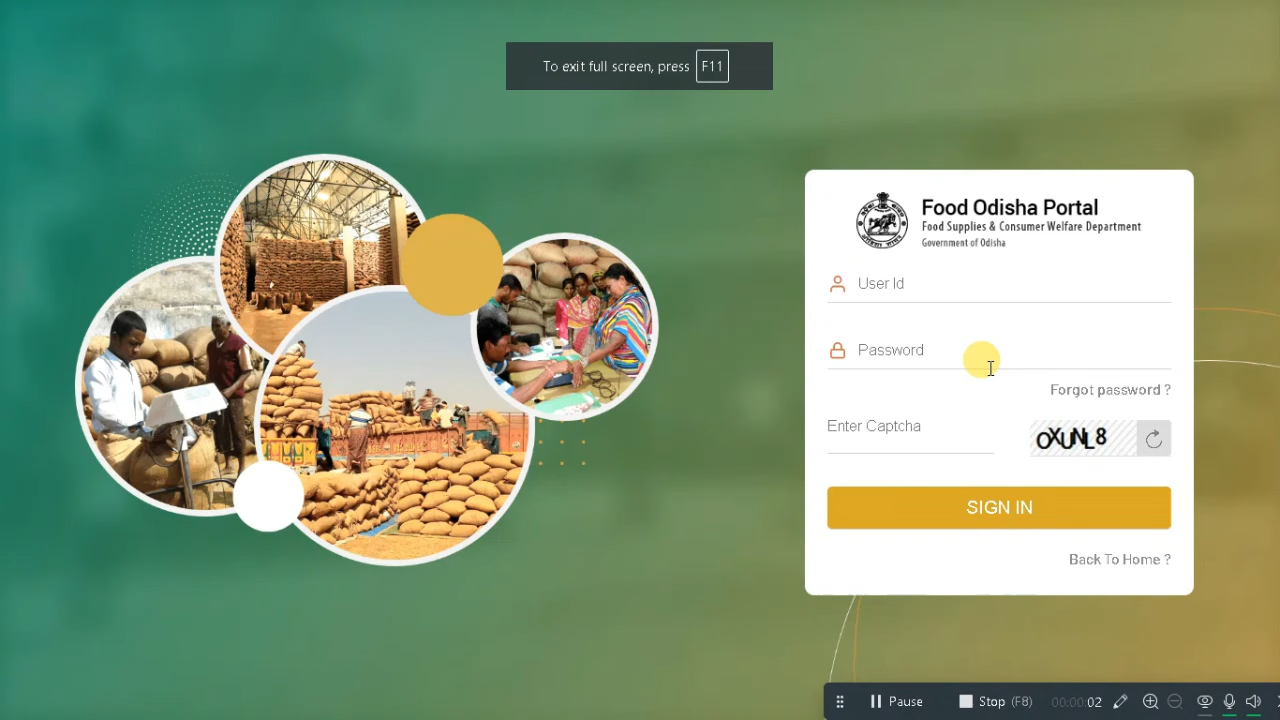 To exit full screen, press F11
Food Odisha Portal
Food Supplies & Consumer Welfare Department
Government of Odisha
User Id
Password
Forgot password ?
Enter Captcha
OXUNL8
SIGN IN
Back To Home ?
Pause
Stop (F8)
00:00:02